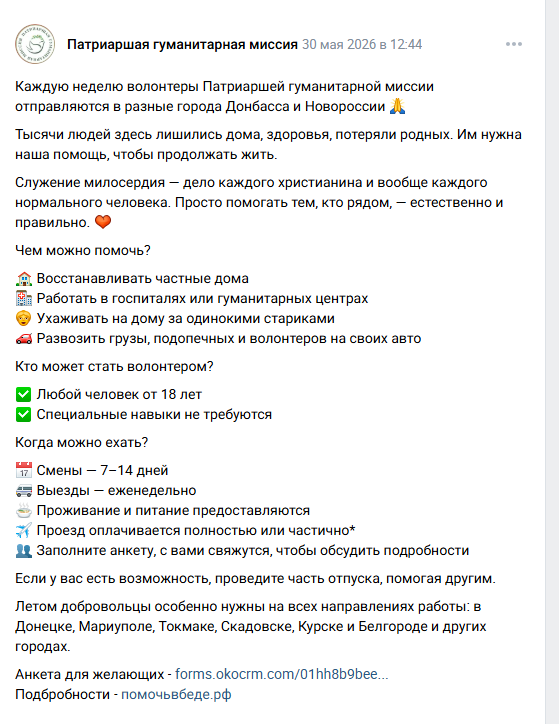 Патриаршая гуманитарная миссия 30 мая 2026 в 12:44
Каждую неделю волонтеры Патриаршей гуманитарной миссии
отправляются в разные города Донбасса и Новороссии 🙏
Тысячи людей здесь лишились дома, здоровья, потеряли родных. Им нужна
наша помощь, чтобы продолжать жить.
Служение милосердия — дело каждого христианина и вообще каждого
нормального человека. Просто помогать тем, кто рядом, — естественно и
правильно. ❤️
Чем можно помочь?
🏠 Восстанавливать частные дома
🏥 Работать в госпиталях или гуманитарных центрах
👵 Ухаживать на дому за одинокими стариками
🚗 Развозить грузы, подопечных и волонтеров на своих авто
Кто может стать волонтером?
✅ Любой человек от 18 лет
✅ Специальные навыки не требуются
Когда можно ехать?
📅 Смены — 7–14 дней
🚐 Выезды — еженедельно
🍲 Проживание и питание предоставляются
✈️ Проезд оплачивается полностью или частично*
👥 Заполните анкету, с вами свяжутся, чтобы обсудить подробности
Если у вас есть возможность, проведите часть отпуска, помогая другим.
Летом добровольцы особенно нужны на всех направлениях работы: в
Донецке, Мариуполе, Токмаке, Скадовске, Курске и Белгороде и других
городах.
Анкета для желающих - forms.okocrm.com/01hh8b9bee...
Подробности - помочьвбеде.рф